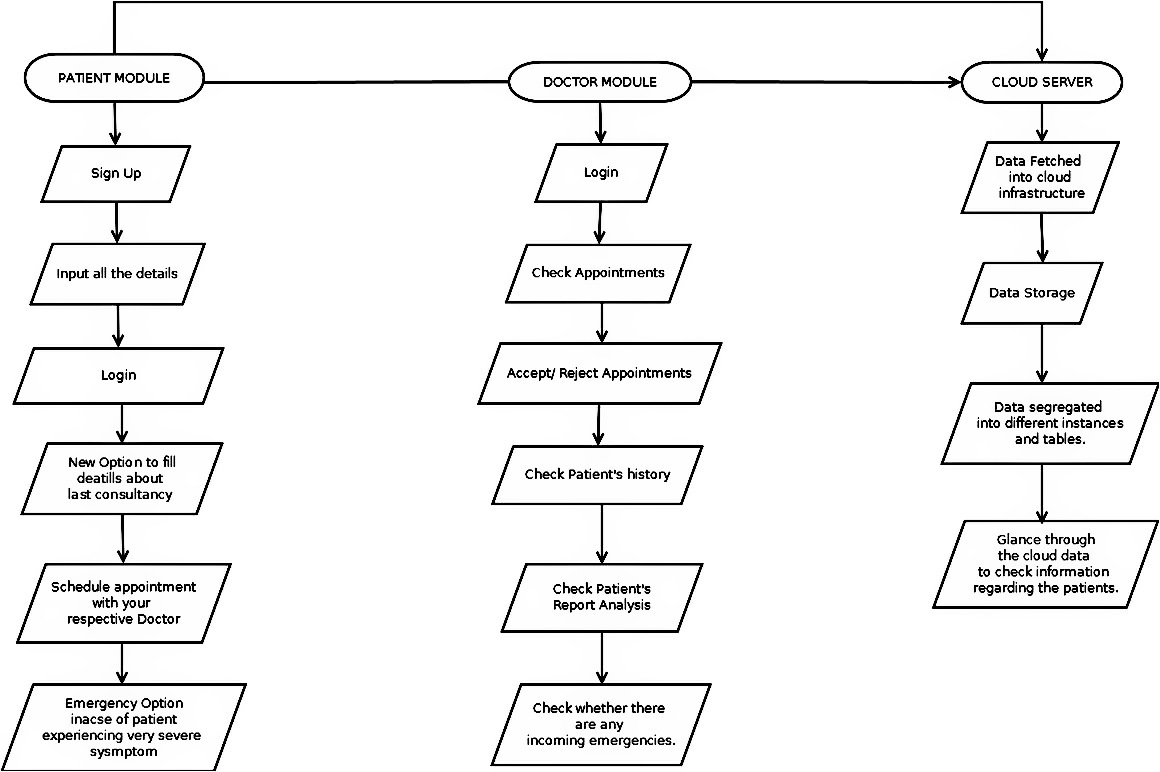 PATIENT MODULE
Sign Up
Input all the details
Login
New Option to fill
deatills about
last consultancy
Schedule appointment
with your
respective Doctor
Emergency Option
inacse of patient
experiencing very severe
sysmptom
DOCTOR MODULE
Login
Check Appointments
Accept/ Reject Appointments
Check Patient's history
Check Patient's
Report Analysis
Check whether there
are any
incoming emergencies.
CLOUD SERVER
Data Fetched
into cloud
infrastructure
Data Storage
Data segregated
into different instances
and tables.
Glance through
the cloud data
to check information
regarding the patients.